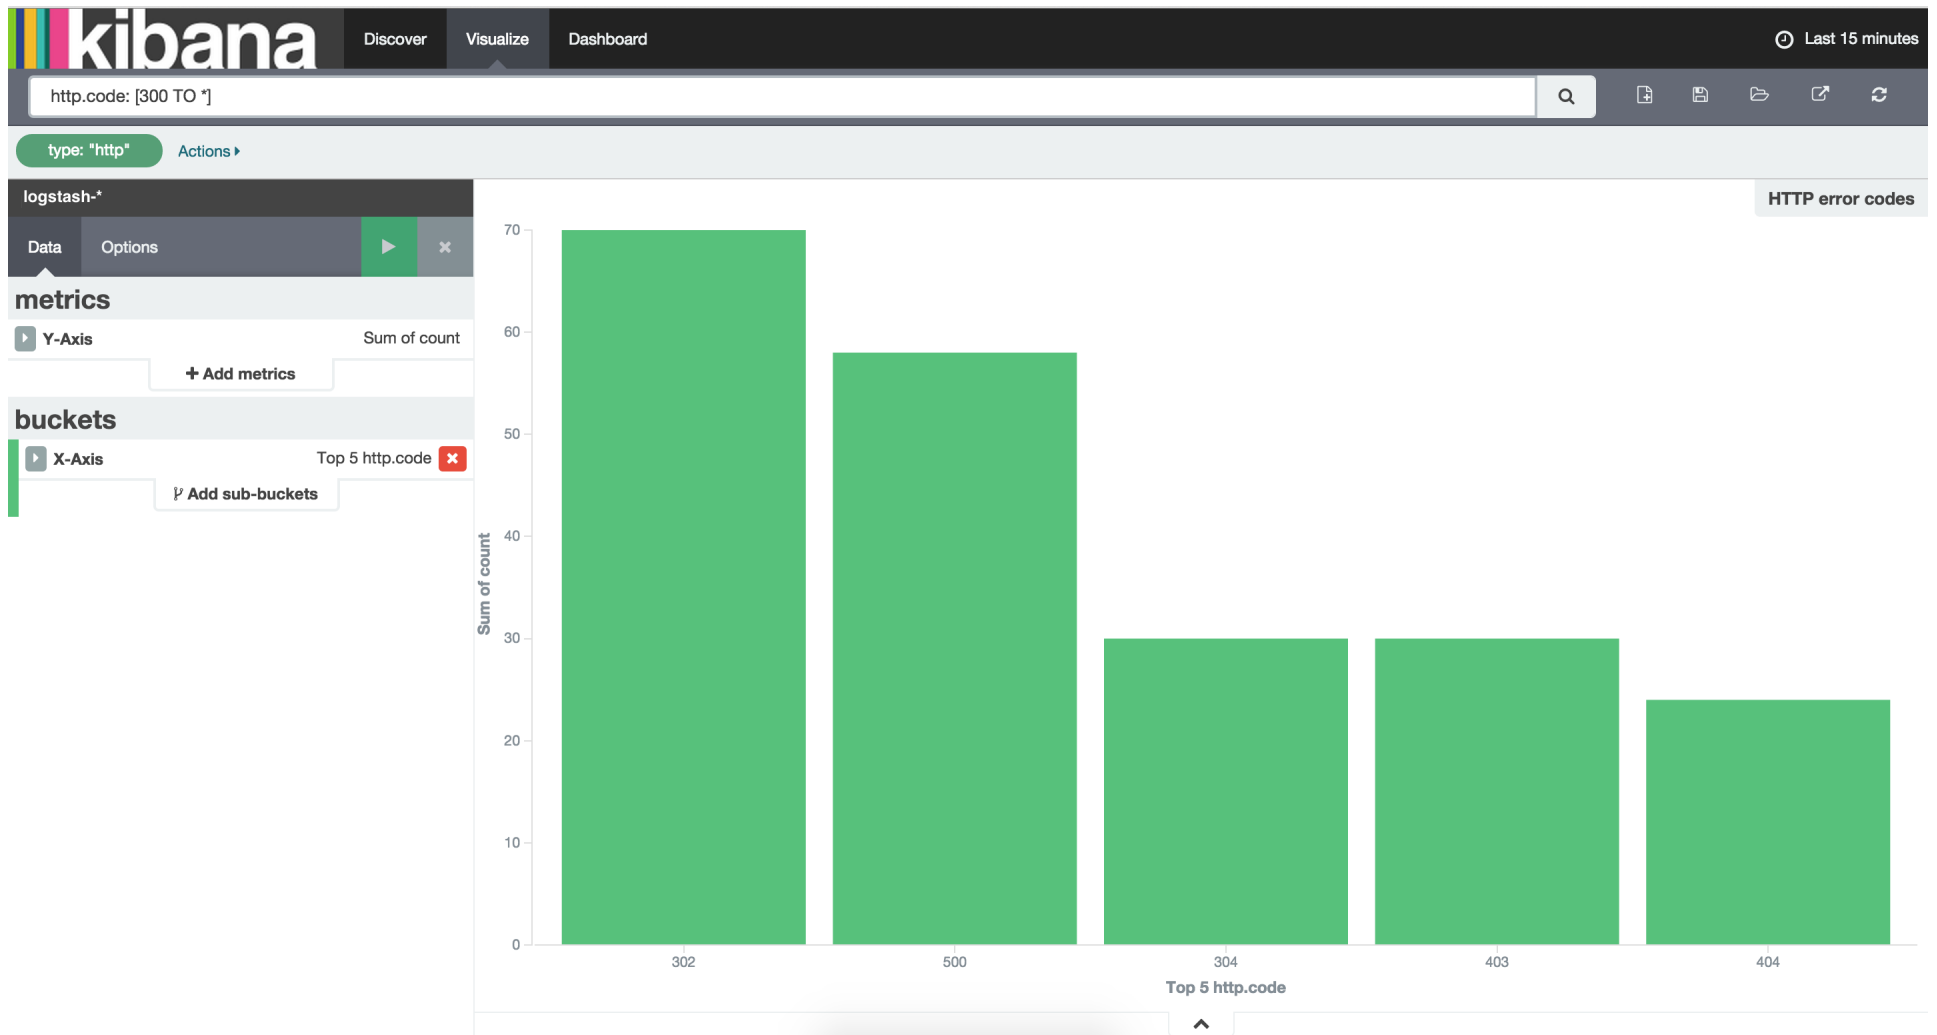 kibana Discover Visualize Dashboard Last 15 minutes
http.code: [300 TO *]
type: "http" Actions
logstash-*
HTTP error codes
Data Options
metrics
Y-Axis Sum of count
Add metrics
buckets
X-Axis Top 5 http.code
Add sub-buckets
70
60
50
40
30
20
10
0
Sum of count
302 500 304 403 404
Top 5 http.code